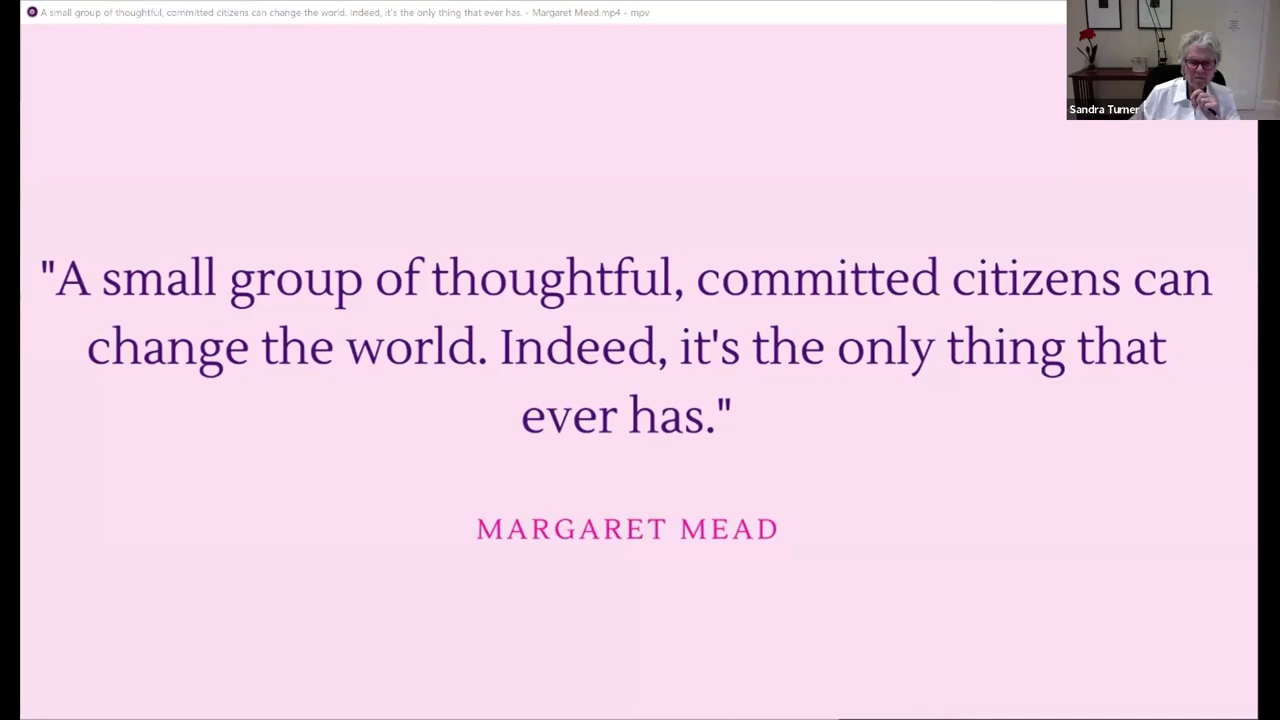 A small group of thoughtful, committed citizens can change the world. Indeed, it's the only thing that ever has. - Margaret Mead.mp4 - mpv
Sandra Turner
"A small group of thoughtful, committed citizens can
change the world. Indeed, it's the only thing that
ever has."
MARGARET MEAD